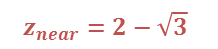 z_near = 2 − √3